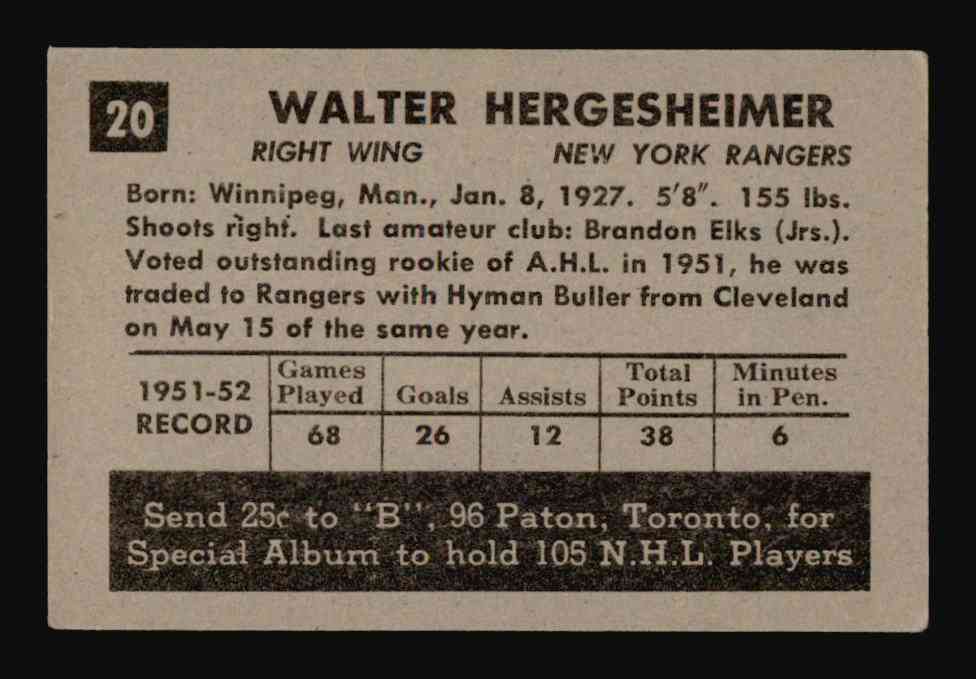 20
WALTER HERGESHEIMER
RIGHT WING NEW YORK RANGERS
Born: Winnipeg, Man., Jan. 8, 1927. 5'8". 155 lbs.
Shoots right. Last amateur club: Brandon Elks (Jrs.).
Voted outstanding rookie of A.H.L. in 1951, he was
traded to Rangers with Hyman Buller from Cleveland
on May 15 of the same year.
1951-52 RECORD
Games Played Goals Assists Total Points Minutes in Pen.
68 26 12 38 6
Send 25c to "B", 96 Paton, Toronto, for
Special Album to hold 105 N.H.L. Players